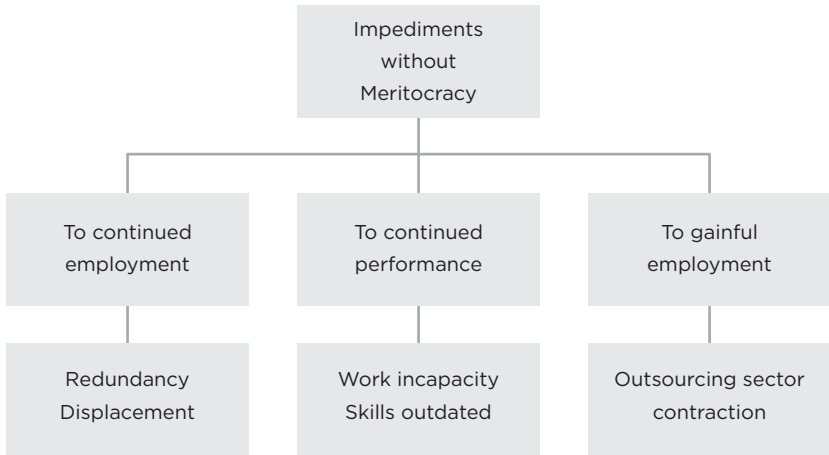 Impediments
without
Meritocracy
To continued
employment
To continued
performance
To gainful
employment
Redundancy
Displacement
Work incapacity
Skills outdated
Outsourcing sector
contraction